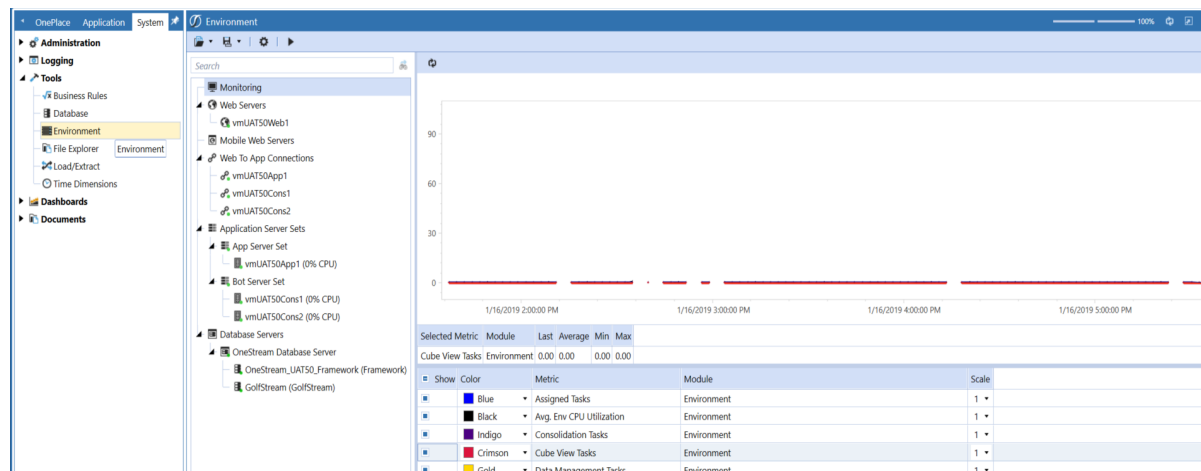 OnePlace Application System
Administration
Logging
Tools
Business Rules
Database
Environment
File Explorer
Environment
Load/Extract
Time Dimensions
Dashboards
Documents
Environment
100%
Search
Monitoring
Web Servers
vmUAT50Web1
Mobile Web Servers
Web To App Connections
vmUAT50App1
vmUAT50Cons1
vmUAT50Cons2
Application Server Sets
App Server Set
vmUAT50App1 (0% CPU)
Bot Server Set
vmUAT50Cons1 (0% CPU)
vmUAT50Cons2 (0% CPU)
Database Servers
OneStream Database Server
OneStream_UAT50_Framework (Framework)
GolfStream (GolfStream)
90
60
30
0
1/16/2019 2:00:00 PM 1/16/2019 3:00:00 PM 1/16/2019 4:00:00 PM 1/16/2019 5:00:00 PM
Selected Metric Module Last Average Min Max
Cube View Tasks Environment 0.00 0.00 0.00 0.00
Show Color Metric Module Scale
Blue Assigned Tasks Environment 1
Black Avg. Env CPU Utilization Environment 1
Indigo Consolidation Tasks Environment 1
Crimson Cube View Tasks Environment 1
Gold Data Management Tasks Environment 1